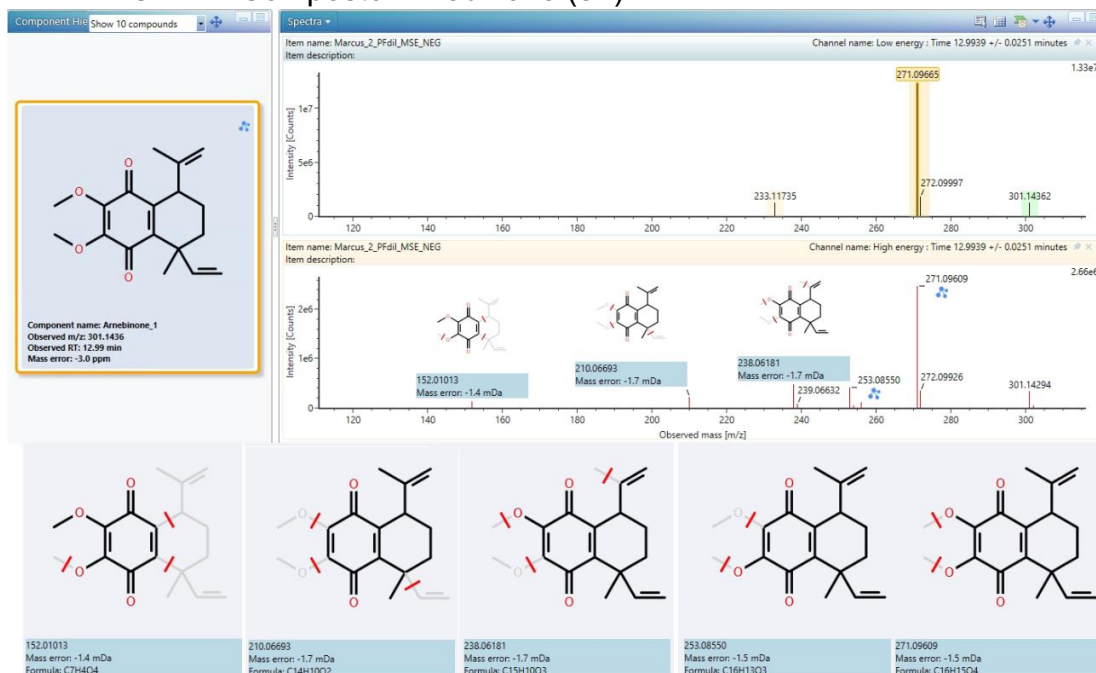 Component Hie
Show 10 compounds
Spectra
Item name: Marcus_2_PFdil_MSE_NEG
Channel name: Low energy : Time 12.9939 +/- 0.0251 minutes
Item description:
1.33e7
271.09665
Intensity [Counts]
1e7
5e6
0
233.11735
272.09997
301.14362
120 140 160 180 200 220 240 260 280 300
Item name: Marcus_2_PFdil_MSE_NEG
Channel name: High energy : Time 12.9939 +/- 0.0251 minutes
Item description:
2.66e6
271.09609
Intensity [Counts]
2e6
1e6
0
152.01013
Mass error: -1.4 mDa
210.06693
Mass error: -1.7 mDa
238.06181
Mass error: -1.7 mDa
239.06632
253.08550
272.09926
301.14294
120 140 160 180 200 220 240 260 280 300
Observed mass [m/z]
Component name: Arnebinone_1
Observed m/z: 301.1436
Observed RT: 12.99 min
Mass error: -3.0 ppm
152.01013
Mass error: -1.4 mDa
Formula: C7H4O4
210.06693
Mass error: -1.7 mDa
Formula: C14H10O2
238.06181
Mass error: -1.7 mDa
Formula: C15H10O3
253.08550
Mass error: -1.5 mDa
Formula: C16H13O3
271.09609
Mass error: -1.5 mDa
Formula: C16H15O4